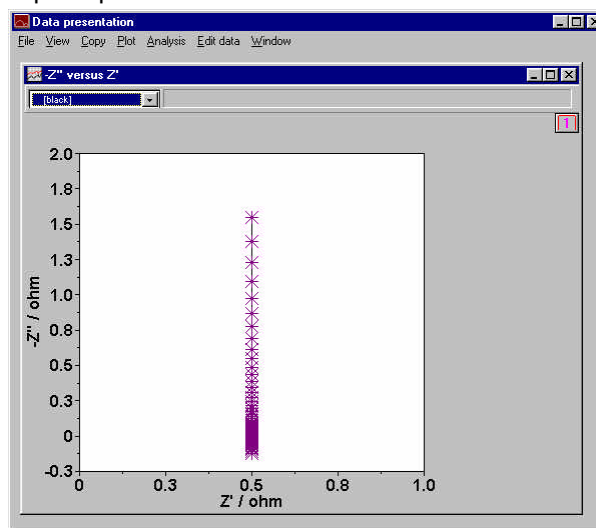 Data presentation
File View Copy Plot Analysis Edit data Window
-Z'' versus Z'
[black]
1
2.0
1.8
1.5
1.3
1.0
0.8
0.5
0.3
0
-0.3
-Z'' / ohm
0 0.3 0.5 0.8 1.0
Z' / ohm